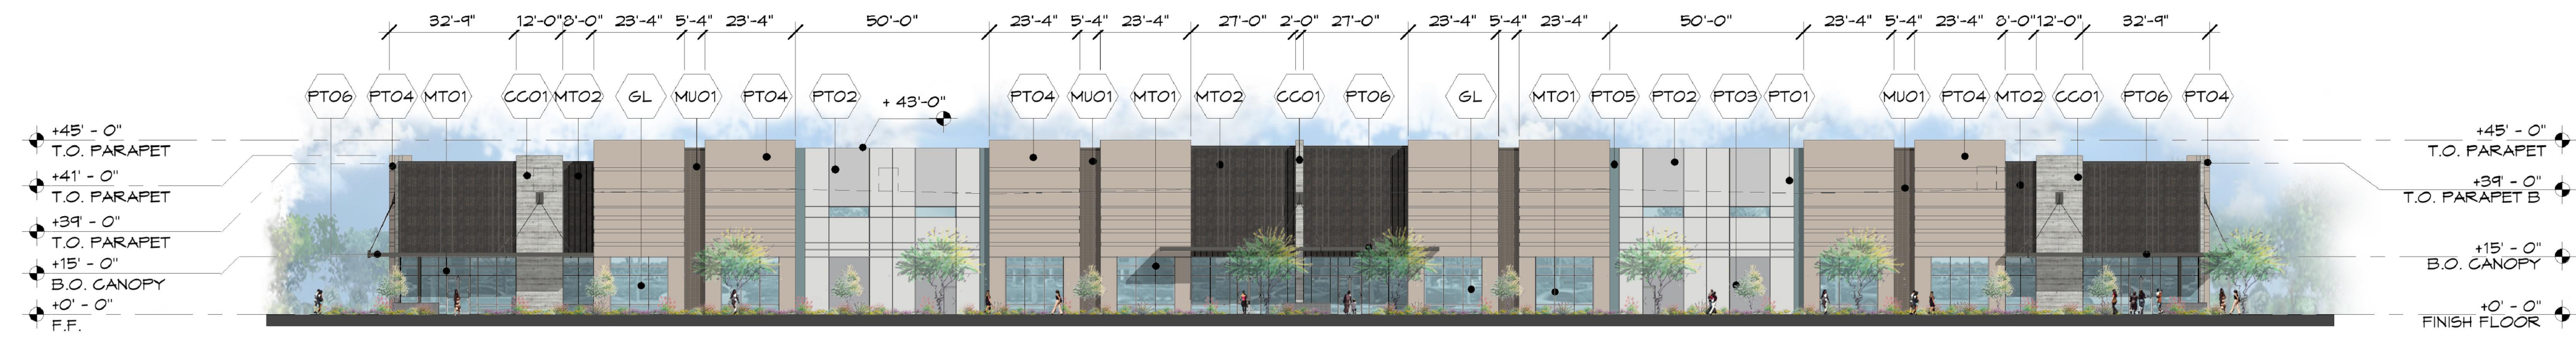 32'-9" 12'-0" 8'-0" 23'-4" 5'-4" 23'-4" 50'-0" 23'-4" 5'-4" 23'-4" 27'-0" 2'-0" 27'-0" 23'-4" 5'-4" 23'-4" 50'-0" 23'-4" 5'-4" 23'-4" 8'-0" 12'-0" 32'-9"
PT06 PT04 MT01 CC01 MT02 GL MU01 PT04 PT02 + 43'-0" PT04 MU01 MT01 MT02 CC01 PT06 GL MT01 PT05 PT02 PT03 PT01 MU01 PT04 MT02 CC01 PT06 PT04
+45' - 0"
T.O. PARAPET
+41' - 0"
T.O. PARAPET
+39' - 0"
T.O. PARAPET
+15' - 0"
B.O. CANOPY
+0' - 0"
F.F.
+45' - 0"
T.O. PARAPET
+39' - 0"
T.O. PARAPET B
+15' - 0"
B.O. CANOPY
+0' - 0"
FINISH FLOOR